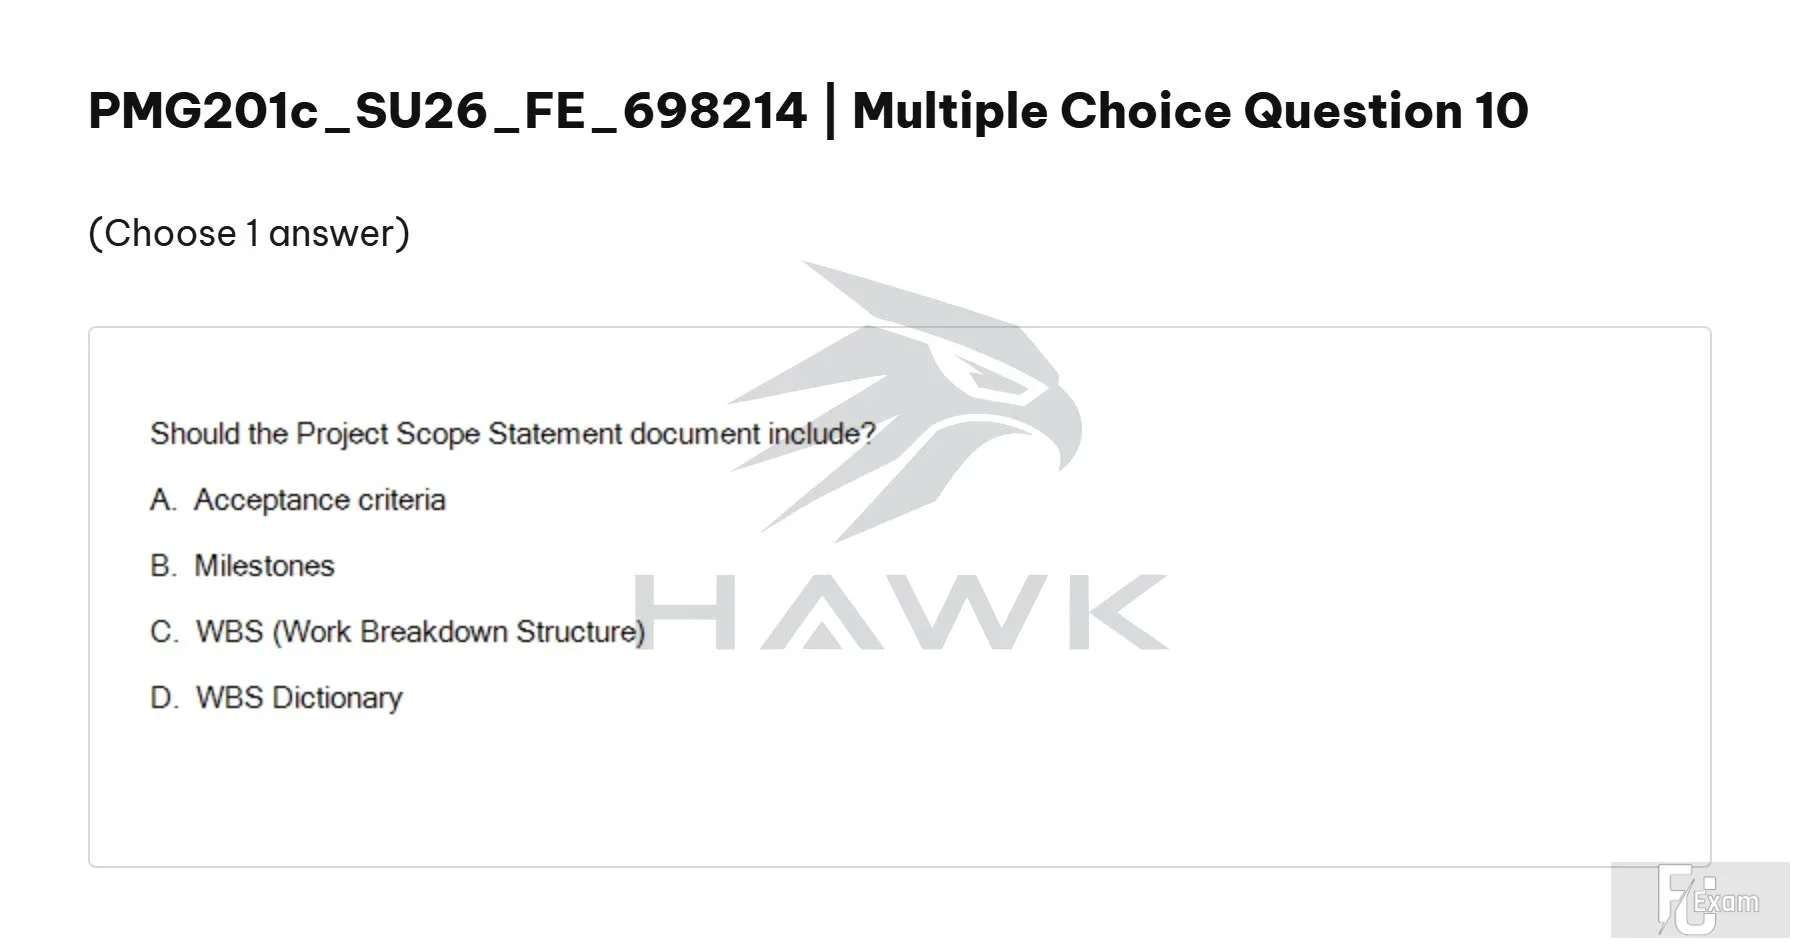 PMG201c_SU26_FE_698214 | Multiple Choice Question 10
(Choose 1 answer)
Should the Project Scope Statement document include?
A. Acceptance criteria
B. Milestones
C. WBS (Work Breakdown Structure)
D. WBS Dictionary
HAWK
FU Exam